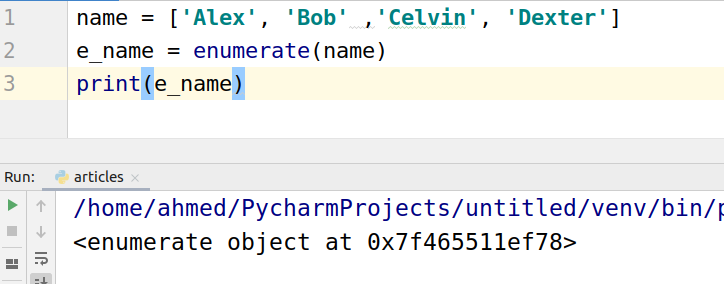 1 name = ['Alex', 'Bob' ,'Celvin', 'Dexter']
2 e_name = enumerate(name)
3 print(e_name)
Run: articles ×
/home/ahmed/PycharmProjects/untitled/venv/bin/p
<enumerate object at 0x7f465511ef78>